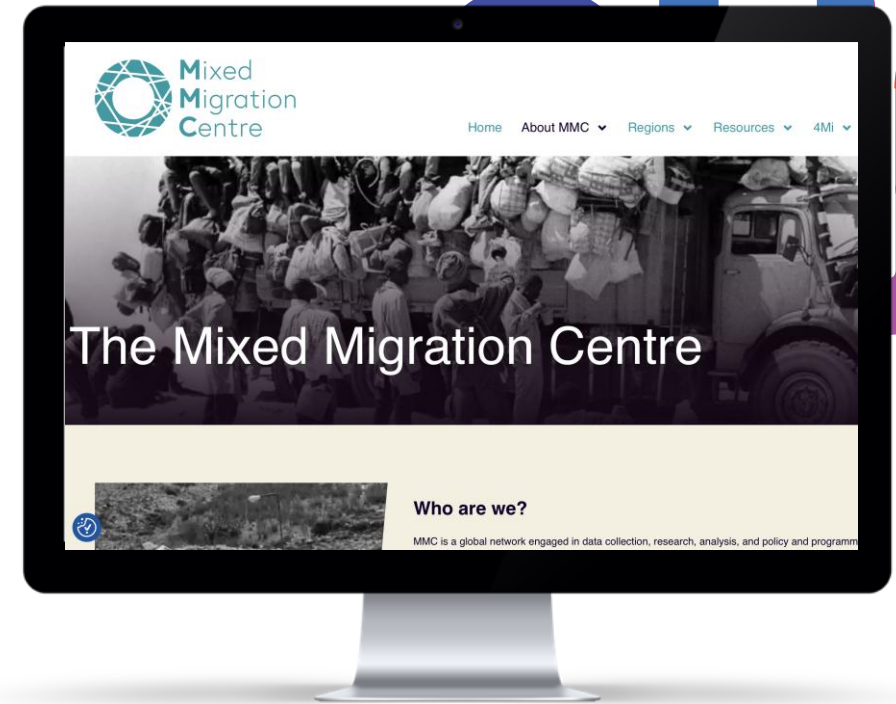 Mixed
Migration
Centre
Home About MMC Regions Resources 4Mi
The Mixed Migration Centre
Who are we?
MMC is a global network engaged in data collection, research, analysis, and policy and programm